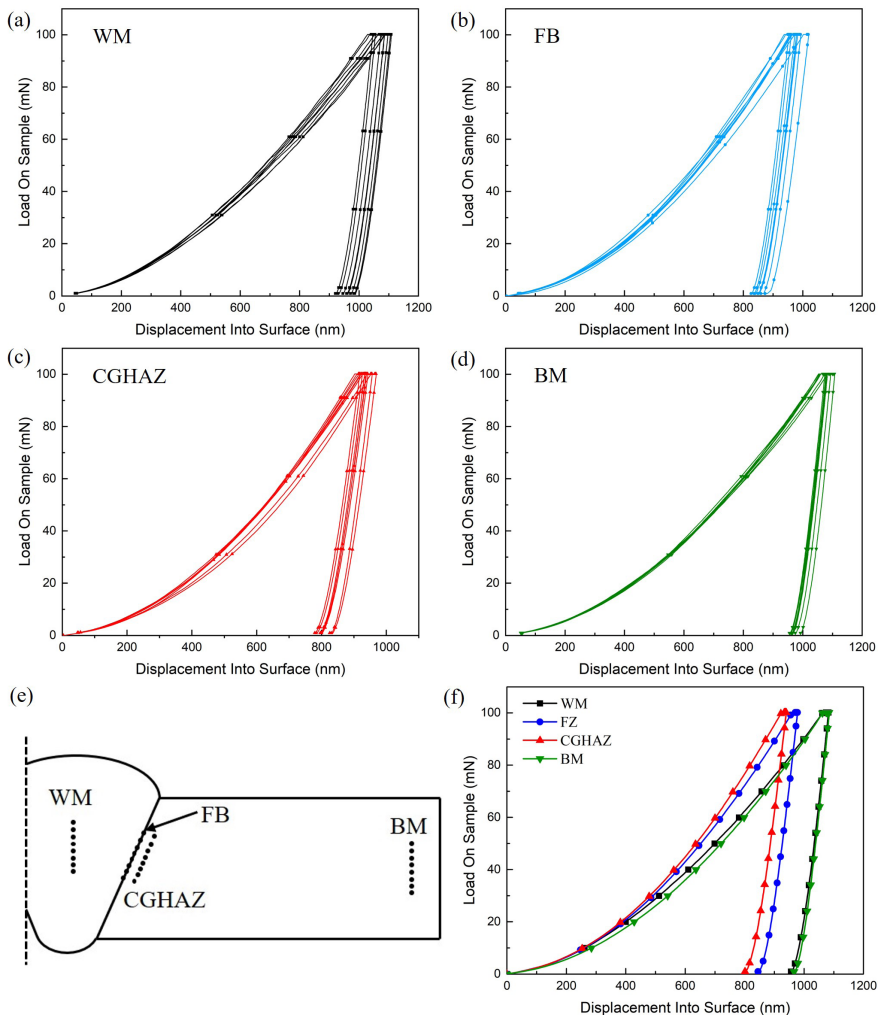 (a)
WM
Load On Sample (mN)
100
80
60
40
20
0
0 200 400 600 800 1000 1200
Displacement Into Surface (nm)
(b)
FB
Load On Sample (mN)
100
80
60
40
20
0
0 200 400 600 800 1000 1200
Displacement Into Surface (nm)
(c)
CGHAZ
Load On Sample (mN)
100
80
60
40
20
0
0 200 400 600 800 1000
Displacement Into Surface (nm)
(d)
BM
Load On Sample (mN)
100
80
60
40
20
0
0 200 400 600 800 1000 1200
Displacement Into Surface (nm)
(e)
WM
FB
BM
CGHAZ
(f)
WM
FZ
CGHAZ
BM
Load On Sample (mN)
100
80
60
40
20
0
0 200 400 600 800 1000 1200
Displacement Into Surface (nm)